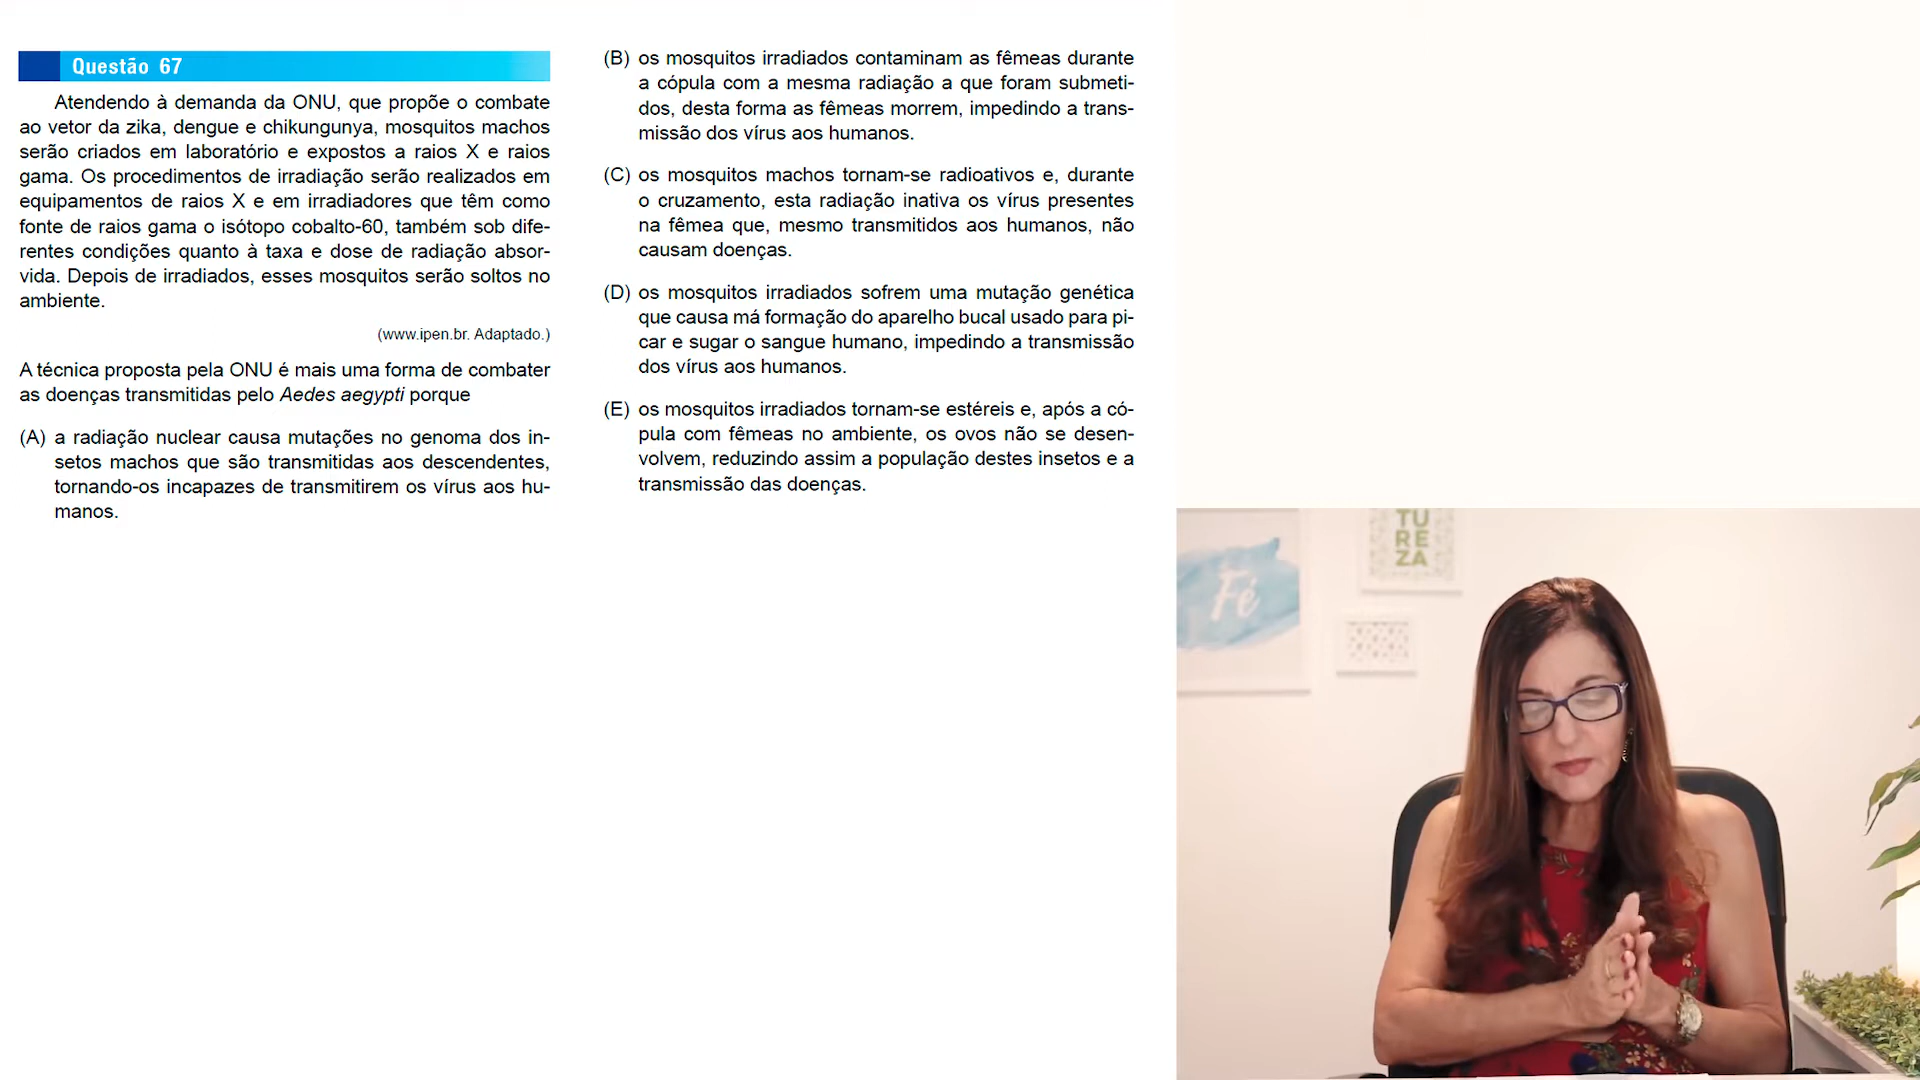 Questão 67
Atendendo à demanda da ONU, que propõe o combate
ao vetor da zika, dengue e chikungunya, mosquitos machos
serão criados em laboratório e expostos a raios X e raios
gama. Os procedimentos de irradiação serão realizados em
equipamentos de raios X e em irradiadores que têm como
fonte de raios gama o isótopo cobalto-60, também sob dife-
rentes condições quanto à taxa e dose de radiação absor-
vida. Depois de irradiados, esses mosquitos serão soltos no
ambiente.
(www.ipen.br. Adaptado.)
A técnica proposta pela ONU é mais uma forma de combater
as doenças transmitidas pelo Aedes aegypti porque
(A) a radiação nuclear causa mutações no genoma dos in-
setos machos que são transmitidas aos descendentes,
tornando-os incapazes de transmitirem os vírus aos hu-
manos.
(B) os mosquitos irradiados contaminam as fêmeas durante
a cópula com a mesma radiação a que foram submeti-
dos, desta forma as fêmeas morrem, impedindo a trans-
missão dos vírus aos humanos.
(C) os mosquitos machos tornam-se radioativos e, durante
o cruzamento, esta radiação inativa os vírus presentes
na fêmea que, mesmo transmitidos aos humanos, não
causam doenças.
(D) os mosquitos irradiados sofrem uma mutação genética
que causa má formação do aparelho bucal usado para pi-
car e sugar o sangue humano, impedindo a transmissão
dos vírus aos humanos.
(E) os mosquitos irradiados tornam-se estéreis e, após a có-
pula com fêmeas no ambiente, os ovos não se desen-
volvem, reduzindo assim a população destes insetos e a
transmissão das doenças.
TU
RE
ZA
Fé